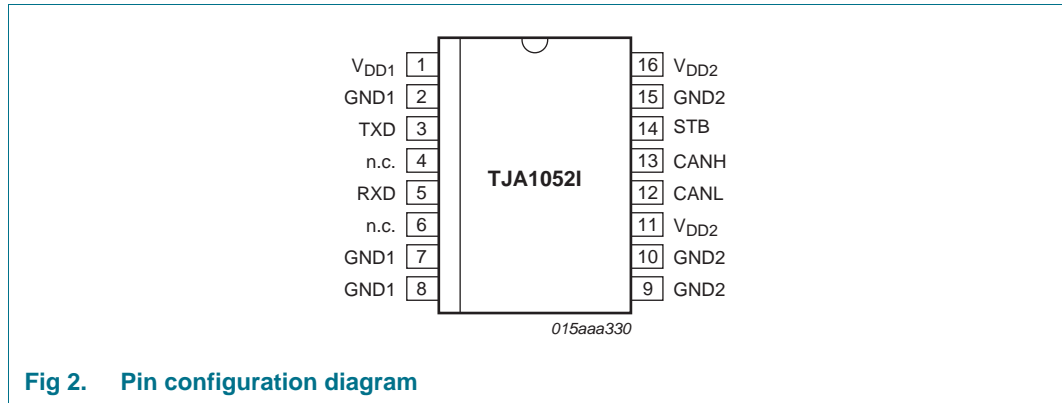 VDD1 1 16 VDD2
GND1 2 15 GND2
TXD 3 14 STB
n.c. 4 13 CANH
TJA1052I
RXD 5 12 CANL
n.c. 6 11 VDD2
GND1 7 10 GND2
GND1 8 9 GND2
015aaa330
Fig 2. Pin configuration diagram